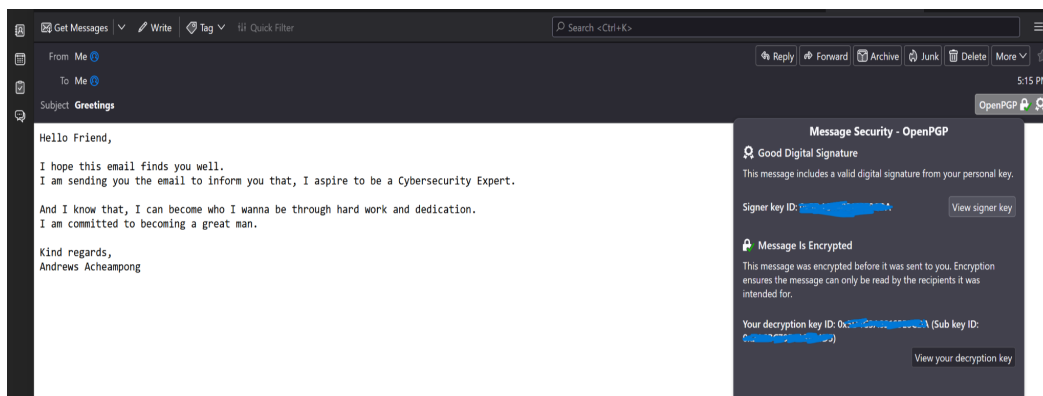 Get Messages Write Tag Quick Filter Search <Ctrl+K>
From Me Reply Forward Archive Junk Delete More
To Me 5:15 PM
Subject Greetings OpenPGP
Hello Friend,
I hope this email finds you well.
I am sending you the email to inform you that, I aspire to be a Cybersecurity Expert.
And I know that, I can become who I wanna be through hard work and dedication.
I am committed to becoming a great man.
Kind regards,
Andrews Acheampong
Message Security - OpenPGP
Good Digital Signature
This message includes a valid digital signature from your personal key.
Signer key ID: View signer key
Message Is Encrypted
This message was encrypted before it was sent to you. Encryption
ensures the message can only be read by the recipients it was
intended for.
Your decryption key ID: (Sub key ID:
View your decryption key